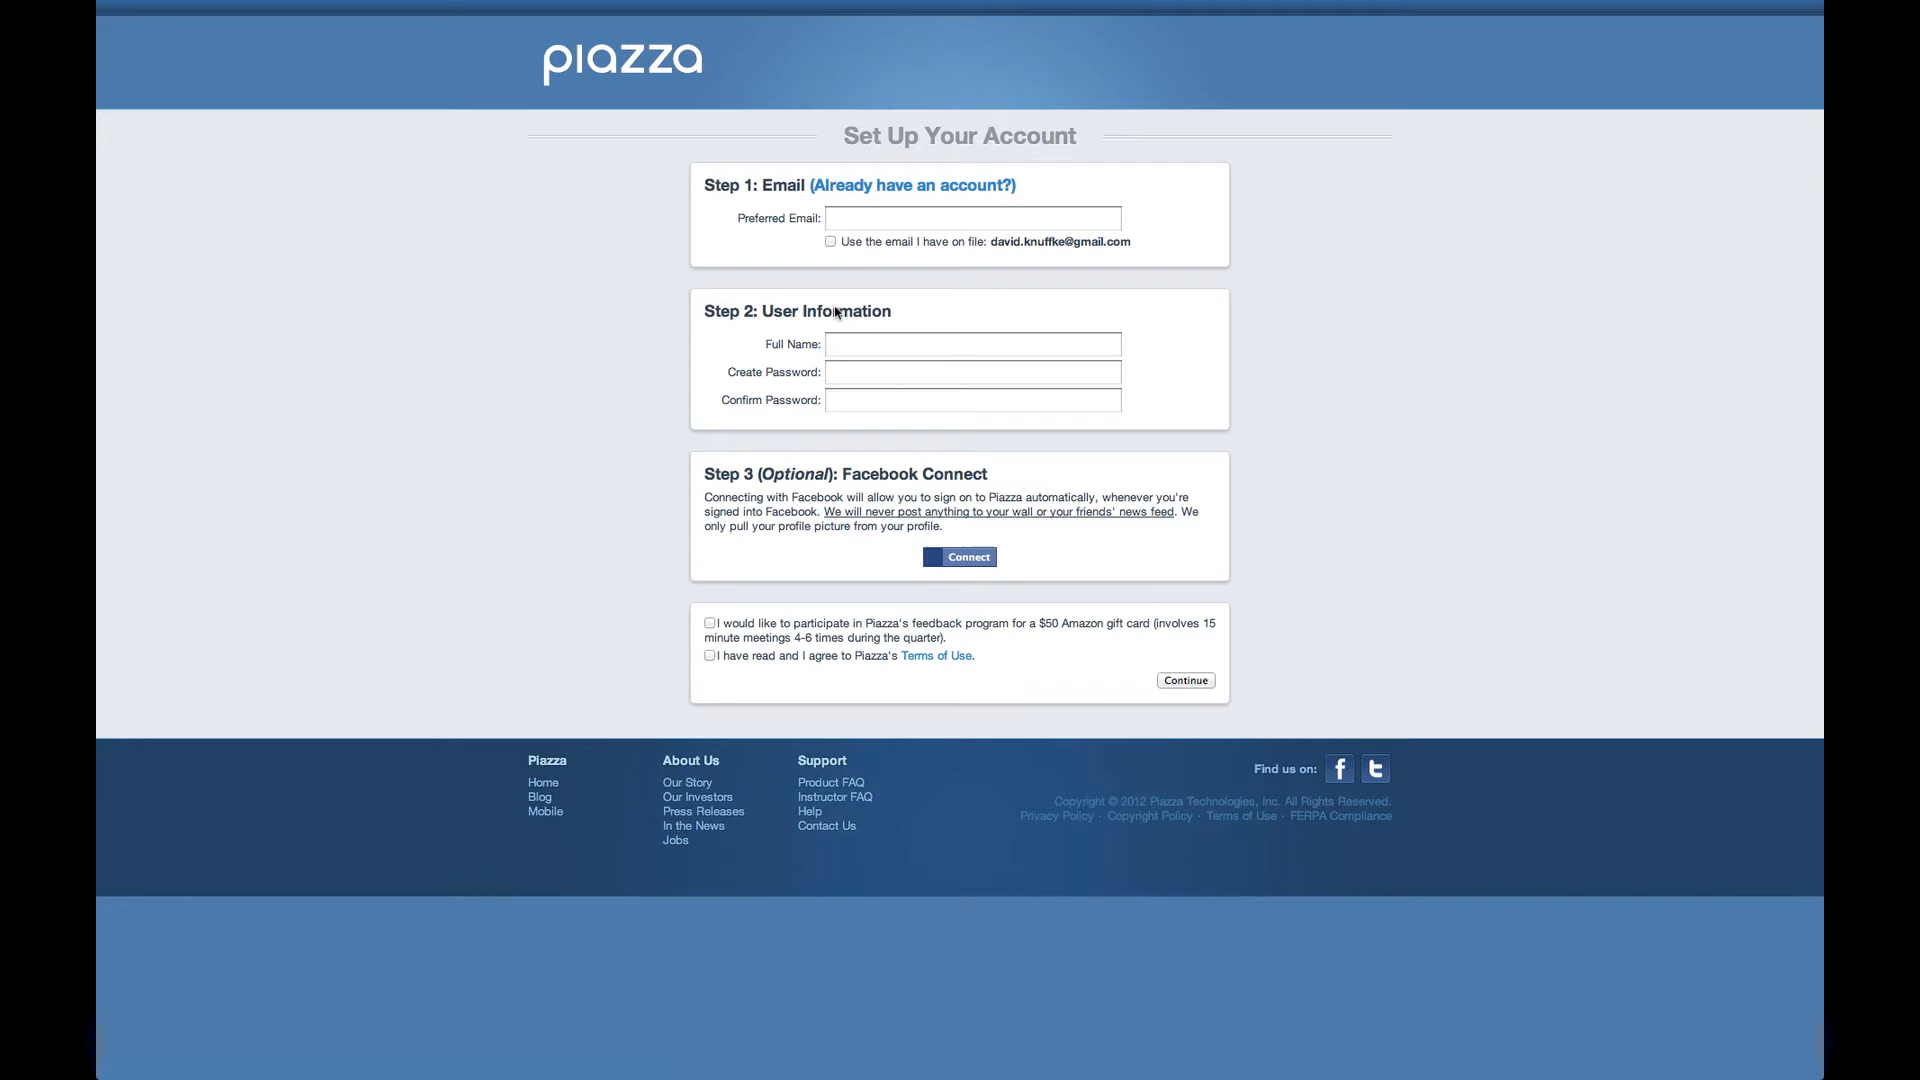 piazza
Set Up Your Account
Step 1: Email (Already have an account?)
Preferred Email:
Use the email I have on file: david.knuffke@gmail.com
Step 2: User Information
Full Name:
Create Password:
Confirm Password:
Step 3 (Optional): Facebook Connect
Connecting with Facebook will allow you to sign on to Piazza automatically, whenever you're
signed into Facebook. We will never post anything to your wall or your friends' news feed. We
only pull your profile picture from your profile.
Connect
I would like to participate in Piazza's feedback program for a $50 Amazon gift card (involves 15
minute meetings 4-6 times during the quarter).
I have read and I agree to Piazza's Terms of Use.
Continue
Piazza
Home
Blog
Mobile
About Us
Our Story
Our Investors
Press Releases
In the News
Jobs
Support
Product FAQ
Instructor FAQ
Help
Contact Us
Find us on:
Copyright © 2012 Piazza Technologies, Inc. All Rights Reserved.
Privacy Policy · Copyright Policy · Terms of Use · FERPA Compliance